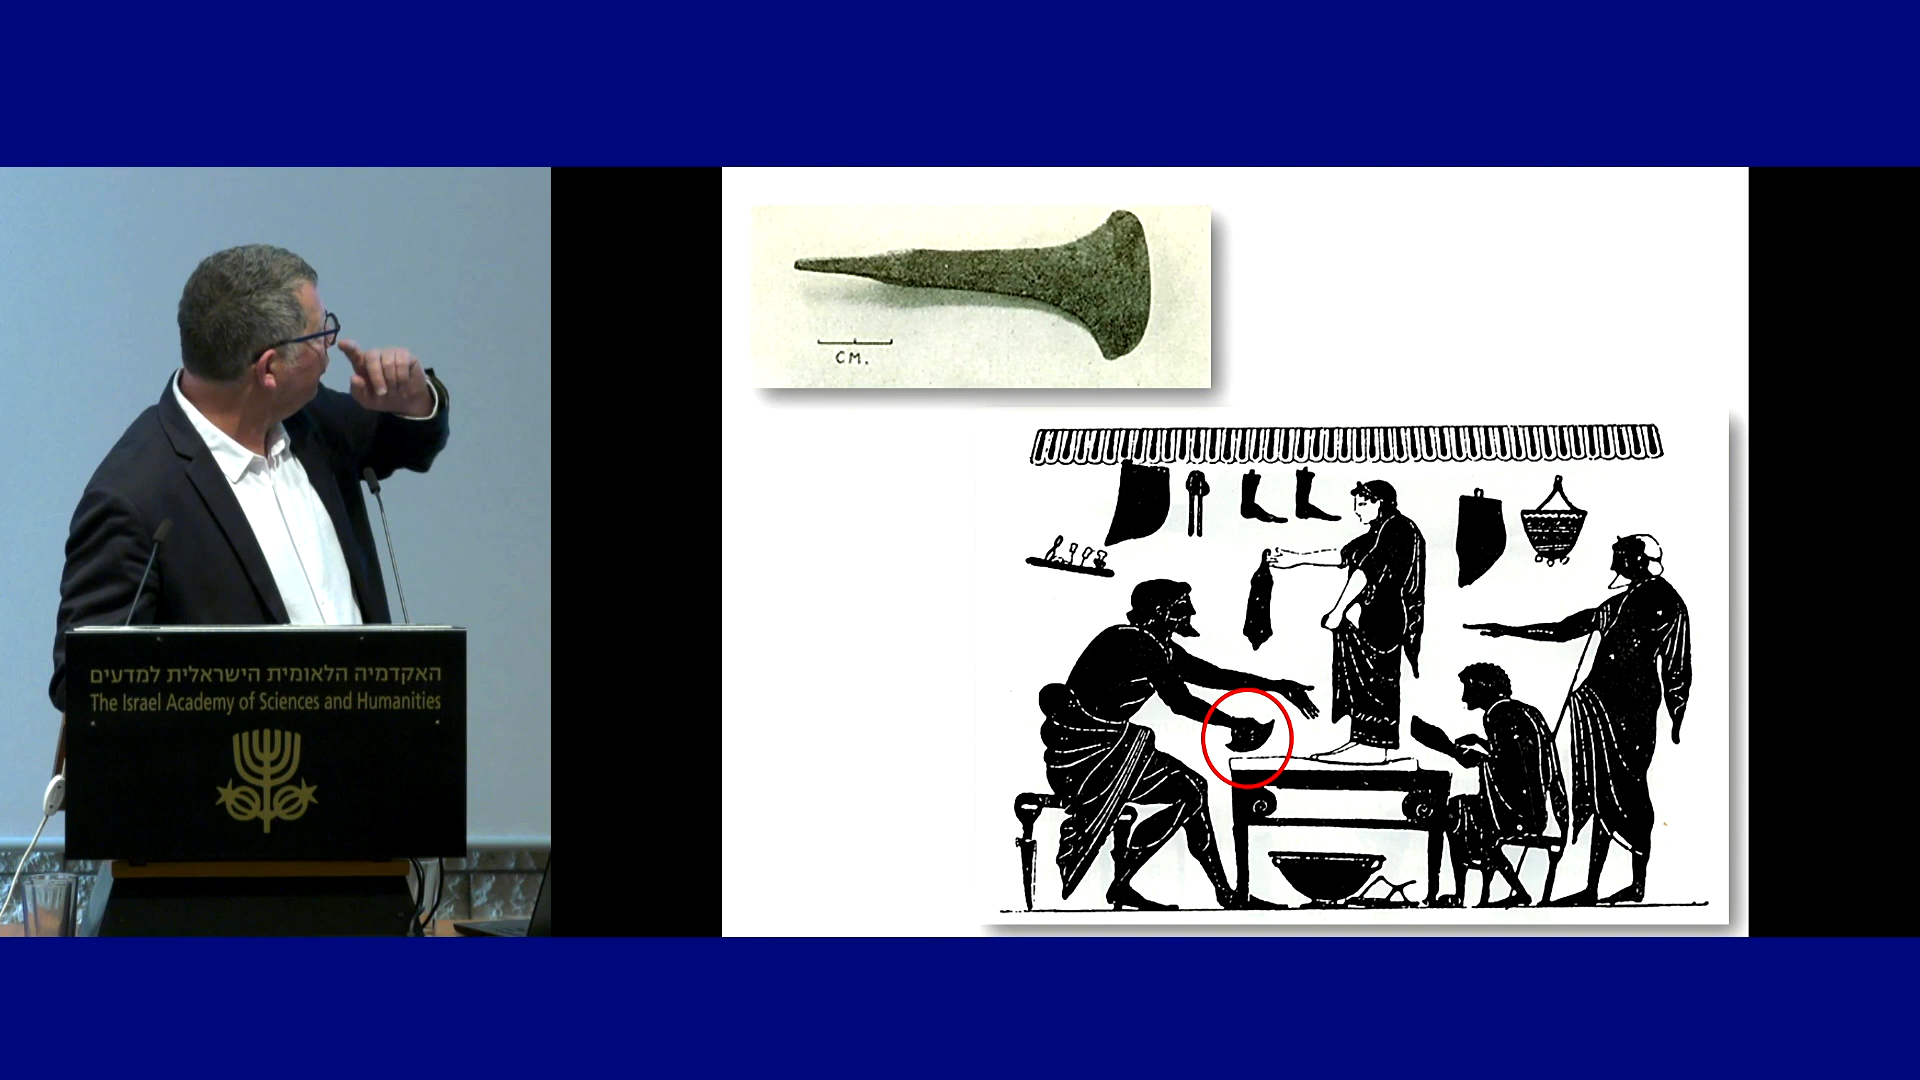 האקדמיה הלאומית הישראלית למדעים
The Israel Academy of Sciences and Humanities
CM.